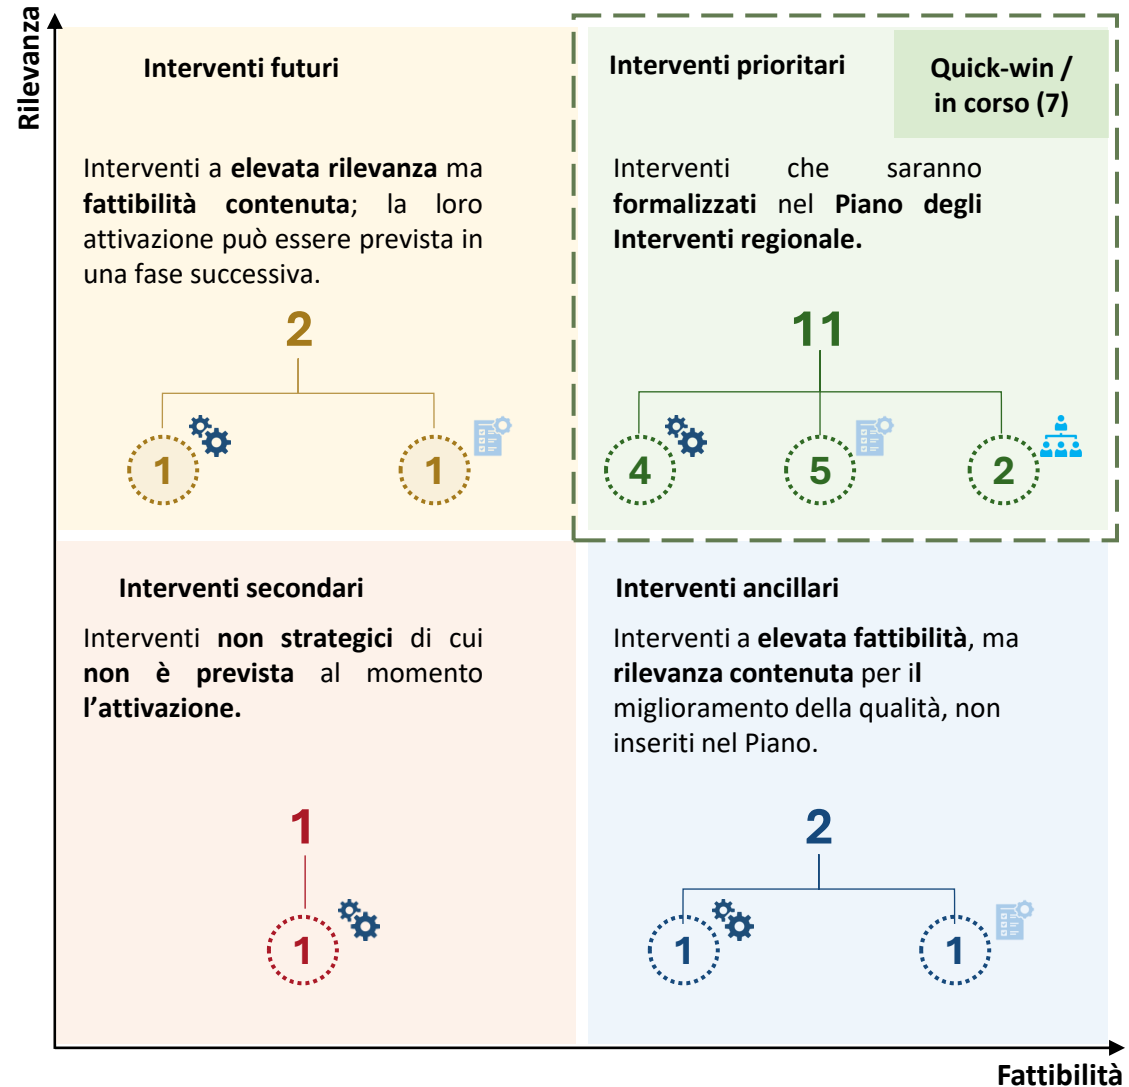 Rilevanza
Interventi futuri
Interventi a elevata rilevanza ma
fattibilità contenuta; la loro
attivazione può essere prevista in
una fase successiva.
2
1
1
Interventi prioritari
Quick-win /
in corso (7)
Interventi che saranno
formalizzati nel Piano degli
Interventi regionale.
11
4
5
2
Interventi secondari
Interventi non strategici di cui
non è prevista al momento
l’attivazione.
1
1
Interventi ancillari
Interventi a elevata fattibilità, ma
rilevanza contenuta per il
miglioramento della qualità, non
inseriti nel Piano.
2
1
1
Fattibilità